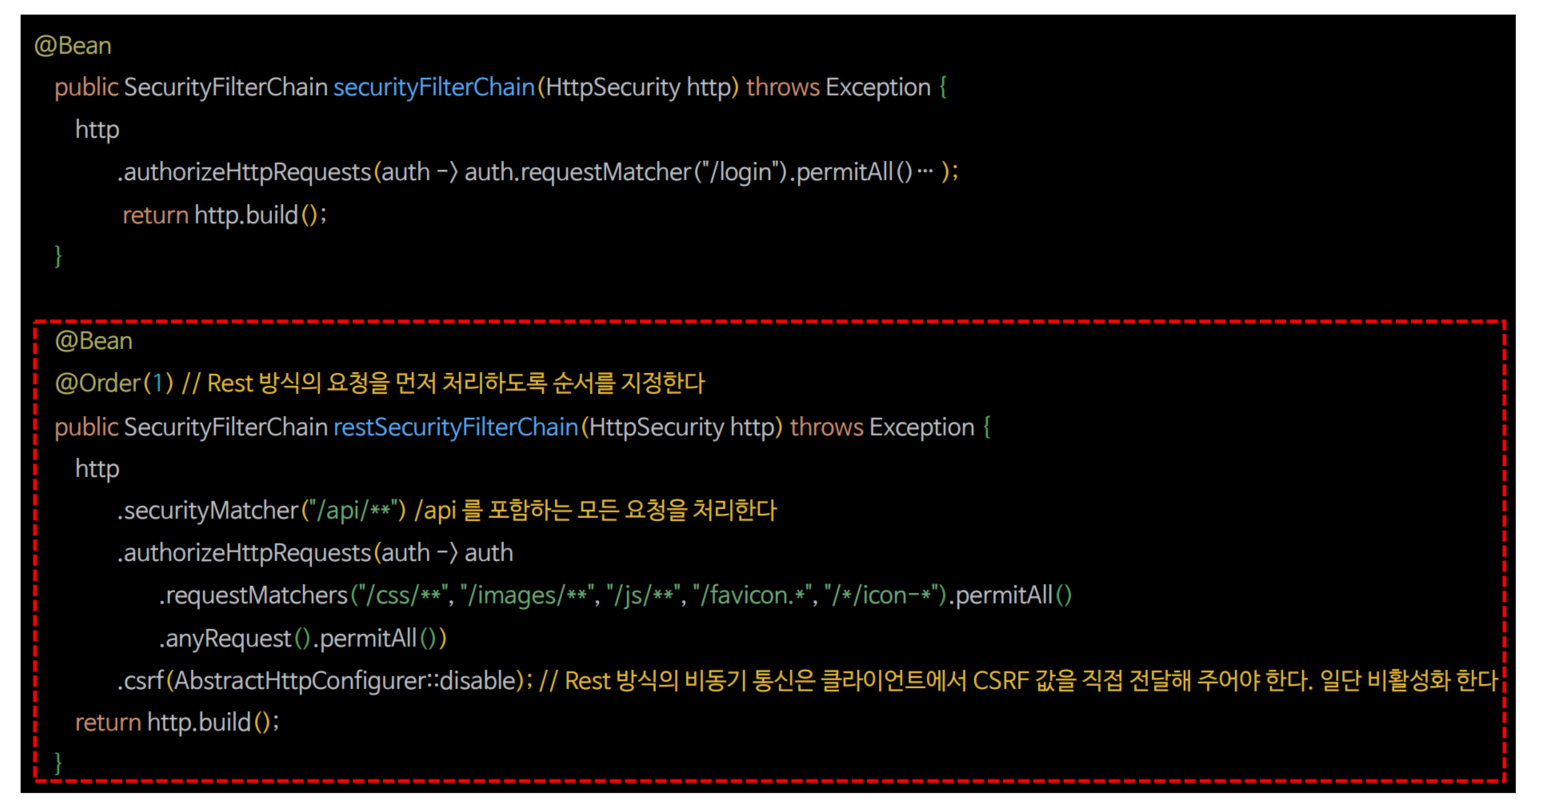 @Bean
public SecurityFilterChain securityFilterChain(HttpSecurity http) throws Exception {
http
.authorizeHttpRequests(auth -> auth.requestMatcher("/login").permitAll()… );
return http.build();
}
@Bean
@Order(1) // Rest 방식의 요청을 먼저 처리하도록 순서를 지정한다
public SecurityFilterChain restSecurityFilterChain(HttpSecurity http) throws Exception {
http
.securityMatcher("/api/**") /api 를 포함하는 모든 요청을 처리한다
.authorizeHttpRequests(auth -> auth
.requestMatchers("/css/**", "/images/**", "/js/**", "/favicon.*", "/*/icon-*").permitAll()
.anyRequest().permitAll())
.csrf(AbstractHttpConfigurer::disable); // Rest 방식의 비동기 통신은 클라이언트에서 CSRF 값을 직접 전달해 주어야 한다. 일단 비활성화 한다
return http.build();
}